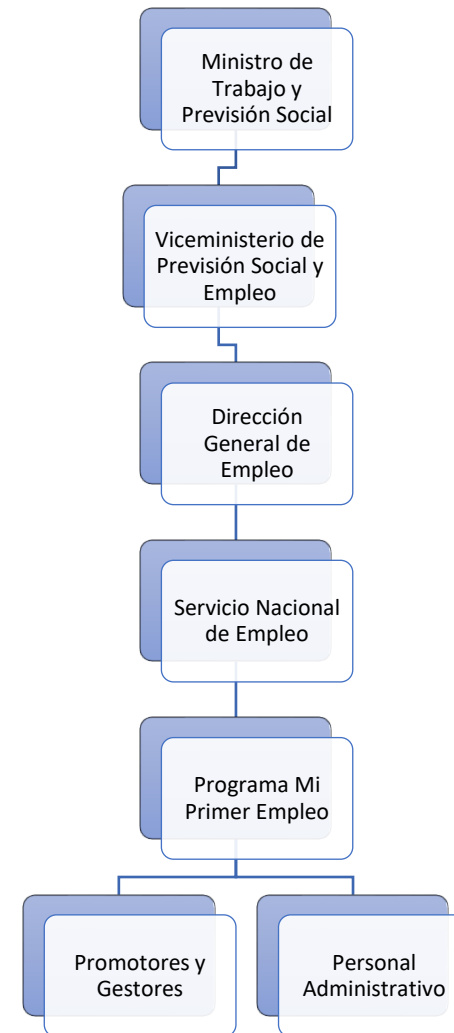 Ministro de
Trabajo y
Previsión Social
Viceministerio de
Previsión Social y
Empleo
Dirección
General de
Empleo
Servicio Nacional
de Empleo
Programa Mi
Primer Empleo
Promotores y
Gestores
Personal
Administrativo